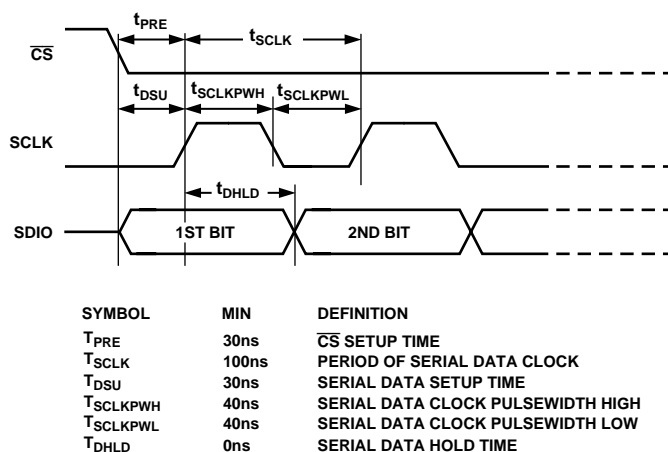 tPRE
tSCLK
CS
tDSU tSCLKPWH tSCLKPWL
SCLK
tDHLD
SDIO 1ST BIT 2ND BIT
SYMBOL MIN DEFINITION
TPRE 30ns CS SETUP TIME
TSCLK 100ns PERIOD OF SERIAL DATA CLOCK
TDSU 30ns SERIAL DATA SETUP TIME
TSCLKPWH 40ns SERIAL DATA CLOCK PULSEWIDTH HIGH
TSCLKPWL 40ns SERIAL DATA CLOCK PULSEWIDTH LOW
TDHLD 0ns SERIAL DATA HOLD TIME